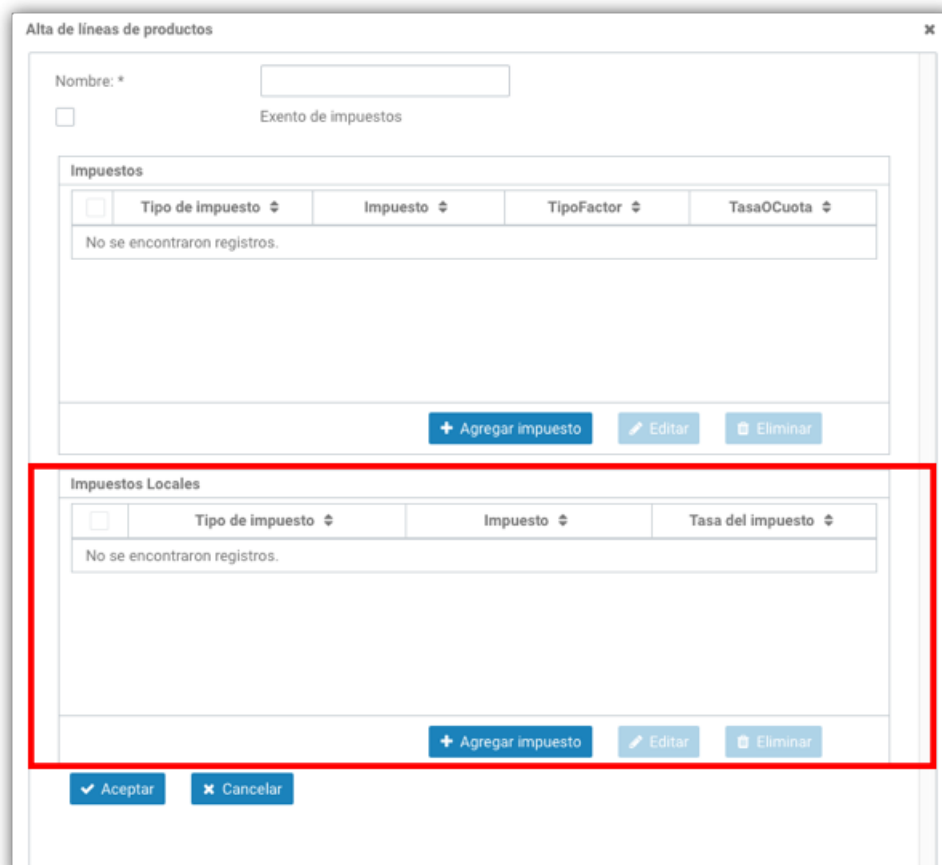 Alta de líneas de productos
Nombre: *
Exento de impuestos
Impuestos
Tipo de impuesto Impuesto TipoFactor TasaOCuota
No se encontraron registros.
Agregar impuesto Editar Eliminar
Impuestos Locales
Tipo de impuesto Impuesto Tasa del impuesto
No se encontraron registros.
Agregar impuesto Editar Eliminar
Aceptar Cancelar